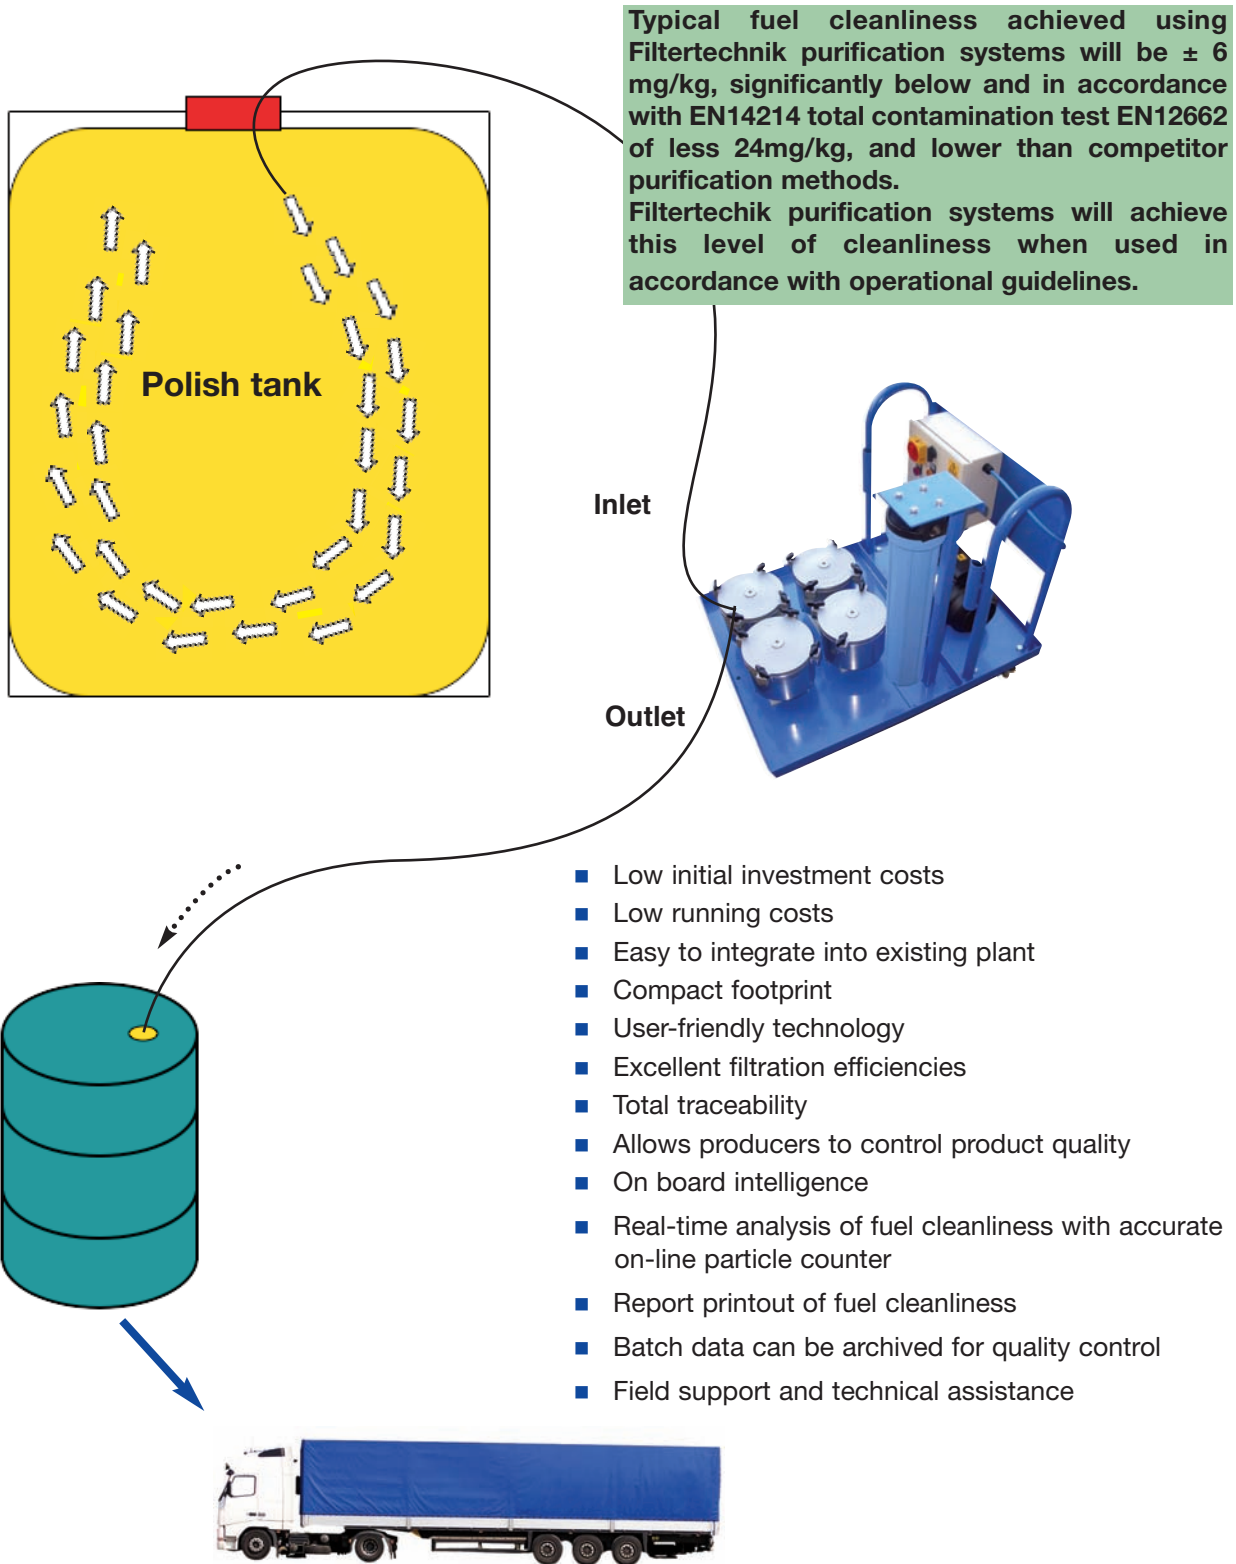 Typical fuel cleanliness achieved using
Filtertechnik purification systems will be ± 6
mg/kg, significantly below and in accordance
with EN14214 total contamination test EN12662
of less 24mg/kg, and lower than competitor
purification methods.
Filtertechik purification systems will achieve
this level of cleanliness when used in
accordance with operational guidelines.
Polish tank
Inlet
Outlet
■ Low initial investment costs
■ Low running costs
■ Easy to integrate into existing plant
■ Compact footprint
■ User-friendly technology
■ Excellent filtration efficiencies
■ Total traceability
■ Allows producers to control product quality
■ On board intelligence
■ Real-time analysis of fuel cleanliness with accurate
on-line particle counter
■ Report printout of fuel cleanliness
■ Batch data can be archived for quality control
■ Field support and technical assistance